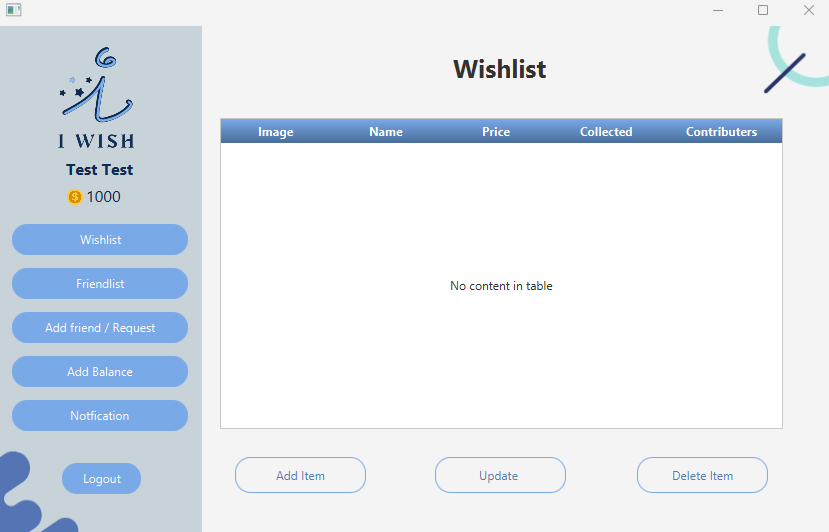 I WISH
Test Test
1000
Wishlist
Friendlist
Add friend / Request
Add Balance
Notfication
Logout
Wishlist
Image Name Price Collected Contributers
No content in table
Add Item Update Delete Item